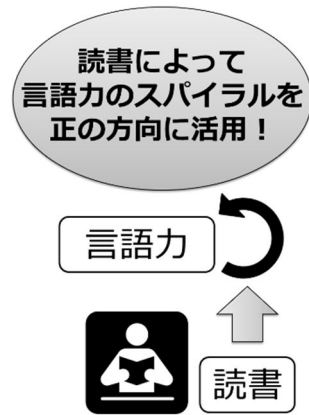 読書によって
言語力のスパイラルを
正の方向に活用！
言語力
読書